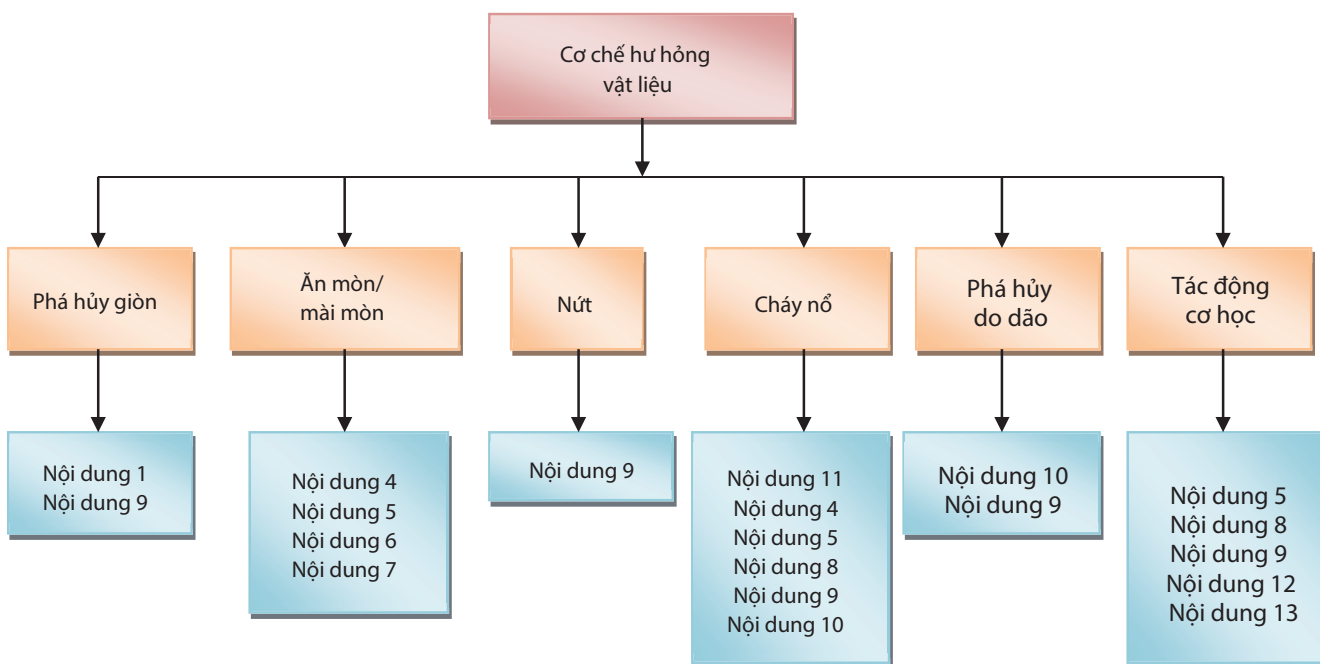 Cơ chế hư hỏng
vật liệu
Phá hủy giòn
Ăn mòn/
mài mòn
Nứt
Cháy nổ
Phá hủy
do dão
Tác động
cơ học
Nội dung 1
Nội dung 9
Nội dung 4
Nội dung 5
Nội dung 6
Nội dung 7
Nội dung 9
Nội dung 11
Nội dung 4
Nội dung 5
Nội dung 8
Nội dung 9
Nội dung 10
Nội dung 10
Nội dung 9
Nội dung 5
Nội dung 8
Nội dung 9
Nội dung 12
Nội dung 13